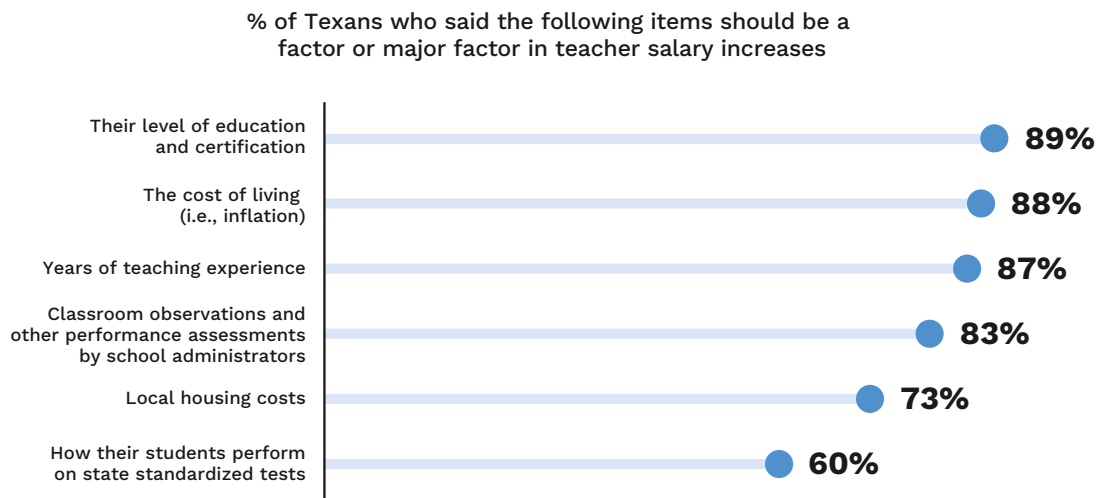 % of Texans who said the following items should be a
factor or major factor in teacher salary increases
Their level of education
and certification
89%
The cost of living
(i.e., inflation)
88%
Years of teaching experience
87%
Classroom observations and
other performance assessments
by school administrators
83%
Local housing costs
73%
How their students perform
on state standardized tests
60%